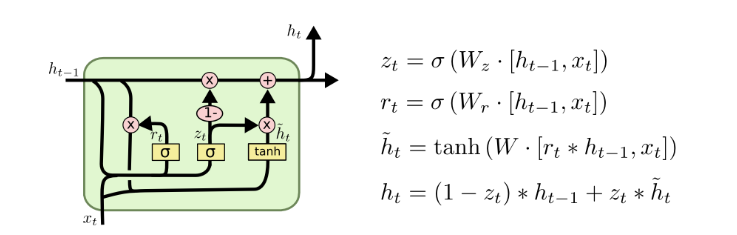 h_t
h_{t-1}
x x +
1-
x r_t z_t x h̃_t
σ σ tanh
x_t
z_t = σ (W_z · [h_{t-1}, x_t])
r_t = σ (W_r · [h_{t-1}, x_t])
h̃_t = tanh (W · [r_t * h_{t-1}, x_t])
h_t = (1 − z_t) * h_{t-1} + z_t * h̃_t